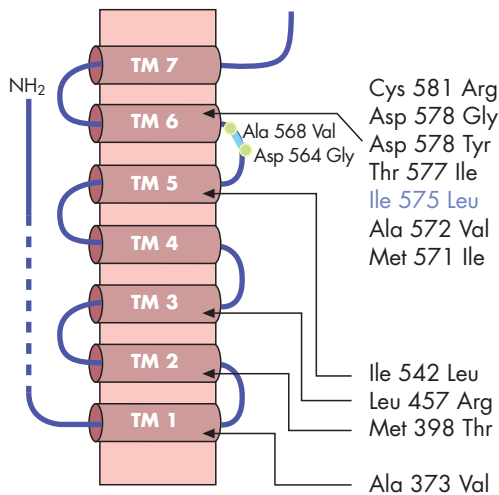 TM 7
NH2
TM 6
Ala 568 Val
Asp 564 Gly
TM 5
TM 4
TM 3
TM 2
TM 1
Cys 581 Arg
Asp 578 Gly
Asp 578 Tyr
Thr 577 Ile
Ile 575 Leu
Ala 572 Val
Met 571 Ile
Ile 542 Leu
Leu 457 Arg
Met 398 Thr
Ala 373 Val